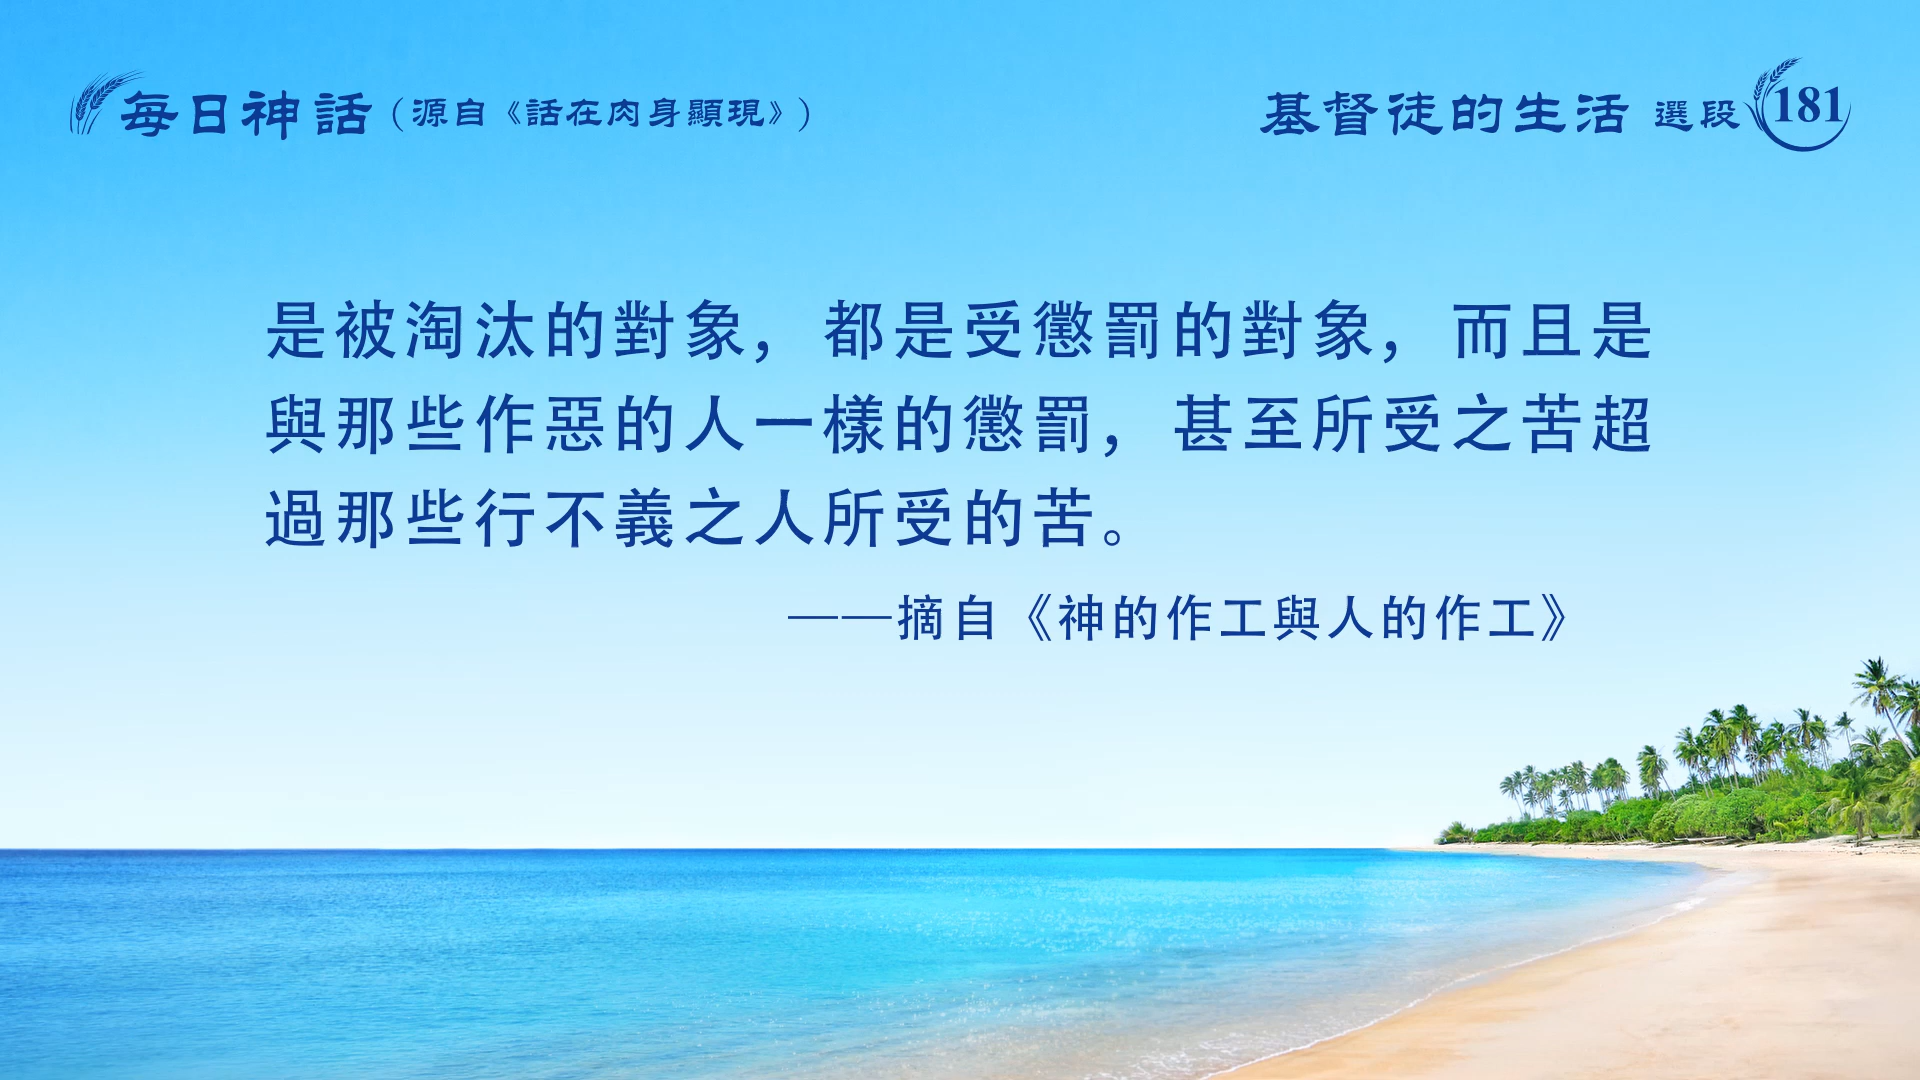 每日神話（源自《話在肉身顯現》）
基督徒的生活 選段 181
是被淘汰的對象，都是受懲罰的對象，而且是
與那些作惡的人一樣的懲罰，甚至所受之苦超
過那些行不義之人所受的苦。
——摘自《神的作工與人的作工》